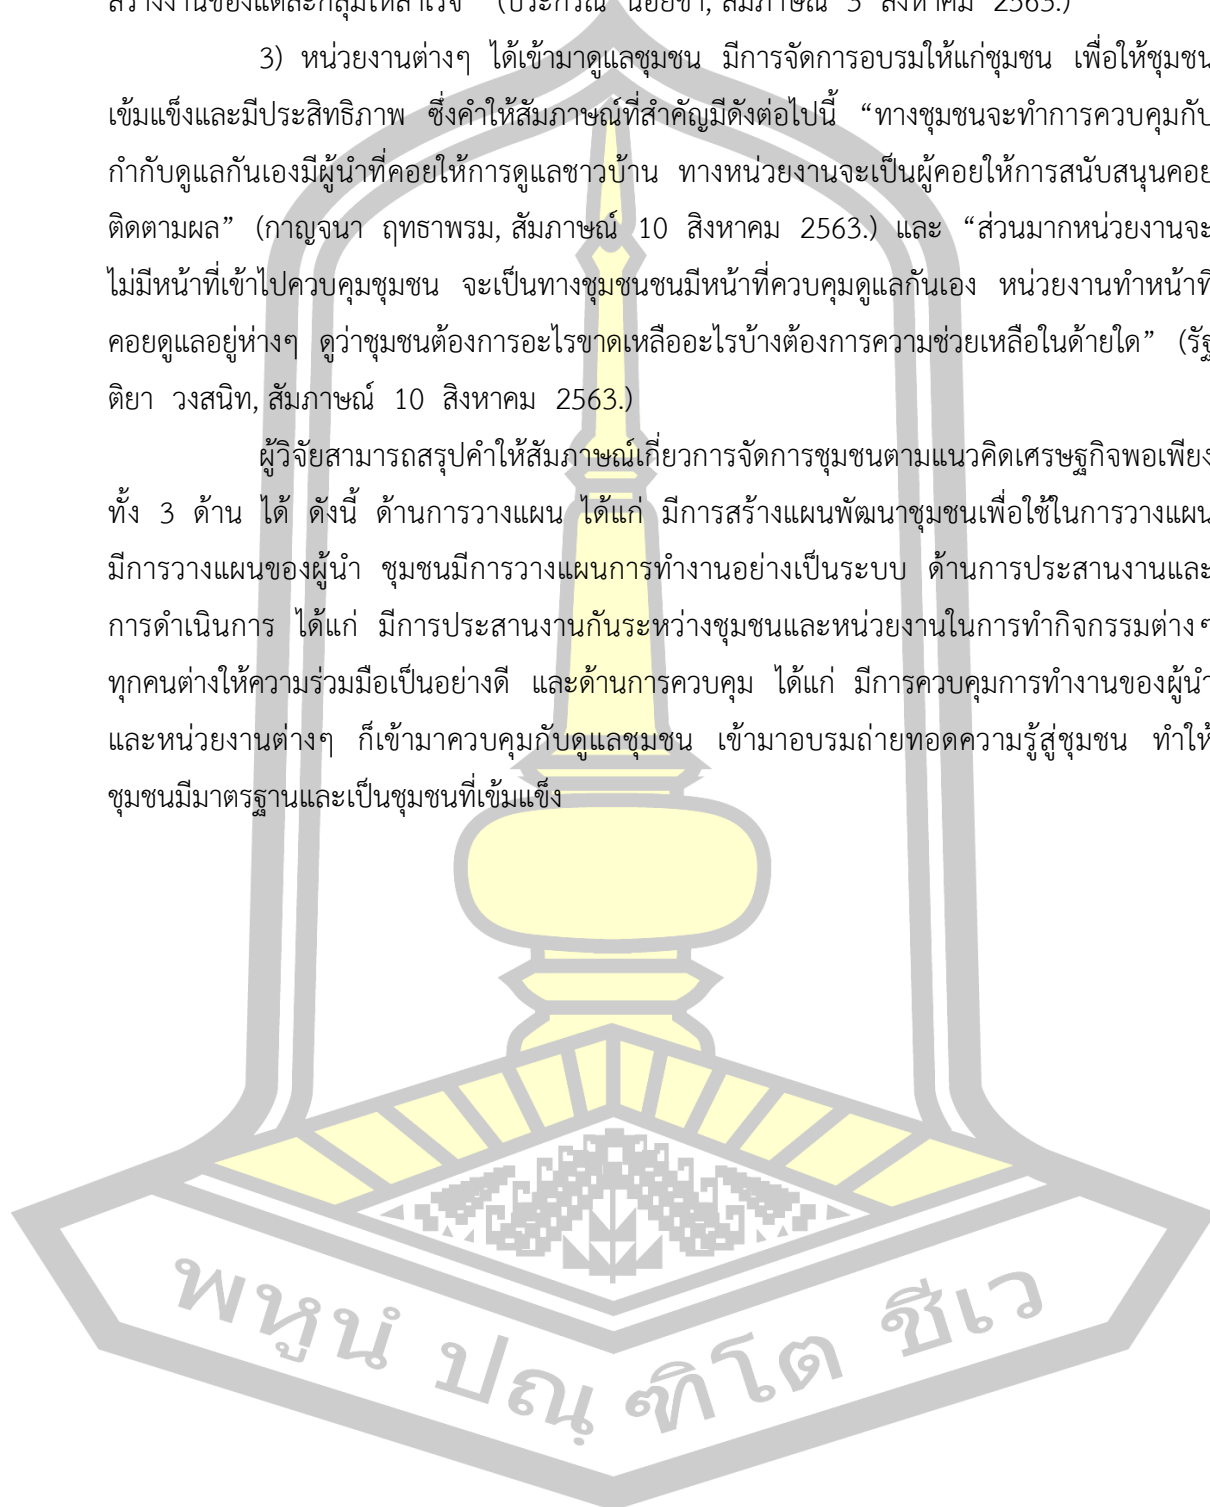 (ประกรณ์ น้อยขำ, สัมภาษณ์ 3 สิงหาคม 2563.)
3) หน่วยงานต่างๆ ได้เข้ามาดูแลชุมชน มีการจัดการอบรมให้แก่ชุมชน เพื่อให้ชุมชน
เข้มแข็งและมีประสิทธิภาพ ซึ่งคำให้สัมภาษณ์ที่สำคัญมีดังต่อไปนี้ “ทางชุมชนจะทำการควบคุมกับ
กำกับดูแลกันเองมีผู้นำที่คอยให้การดูแลชาวบ้าน ทางหน่วยงานจะเป็นผู้คอยให้การสนับสนุนคอย
ติดตามผล” (กาญจนา ฤทธาพรม, สัมภาษณ์ 10 สิงหาคม 2563.) และ “ส่วนมากหน่วยงานจะ
ไม่มีหน้าที่เข้าไปควบคุมชุมชน จะเป็นทางชุมชนชนมีหน้าที่ควบคุมดูแลกันเอง หน่วยงานทำหน้าที่
คอยดูแลอยู่ห่างๆ ดูว่าชุมชนต้องการอะไรขาดเหลืออะไรบ้างต้องการความช่วยเหลือในด้านใด” (รัฐ
ติยา วงสนิท, สัมภาษณ์ 10 สิงหาคม 2563.)
ผู้วิจัยสามารถสรุปคำให้สัมภาษณ์เกี่ยวการจัดการชุมชนตามแนวคิดเศรษฐกิจพอเพียง
ทั้ง 3 ด้าน ได้ ดังนี้ ด้านการวางแผน ได้แก่ มีการสร้างแผนพัฒนาชุมชนเพื่อใช้ในการวางแผน
มีการวางแผนของผู้นำ ชุมชนมีการวางแผนการทำงานอย่างเป็นระบบ ด้านการประสานงานและ
การดำเนินการ ได้แก่ มีการประสานงานกันระหว่างชุมชนและหน่วยงานในการทำกิจกรรมต่างๆ
ทุกคนต่างให้ความร่วมมือเป็นอย่างดี และด้านการควบคุม ได้แก่ มีการควบคุมการทำงานของผู้นำ
และหน่วยงานต่างๆ ก็เข้ามาควบคุมกับดูแลชุมชน เข้ามาอบรมถ่ายทอดความรู้สู่ชุมชน ทำให้
ชุมชนมีมาตรฐานและเป็นชุมชนที่เข้มแข็ง
พหูนํ ปณฺฑิโต ชีเว